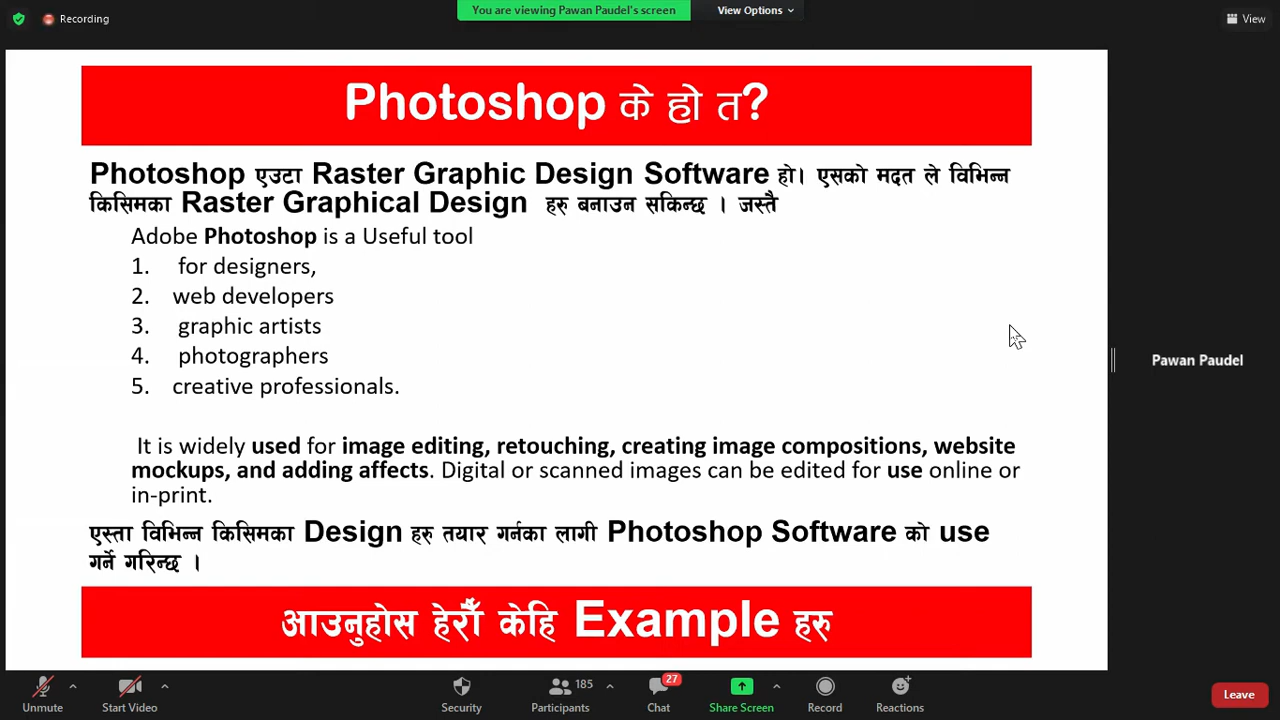 Recording
You are viewing Pawan Paudel's screen
View Options
View
Photoshop के हो त?
Photoshop एउटा Raster Graphic Design Software हो। एसको मद्दत ले विभिन्न
किसिमका Raster Graphical Design हरु बनाउन सकिन्छ । जस्तै
Adobe Photoshop is a Useful tool
1. for designers,
2. web developers
3. graphic artists
4. photographers
5. creative professionals.
It is widely used for image editing, retouching, creating image compositions, website
mockups, and adding affects. Digital or scanned images can be edited for use online or
in-print.
एस्ता विभिन्न किसिमका Design हरु तयार गर्नका लागी Photoshop Software को use
गर्ने गरिन्छ ।
आउनुहोस हेरौँ केहि Example हरु
Pawan Paudel
Unmute
Start Video
Security
185
Participants
27
Chat
Share Screen
Record
Reactions
Leave